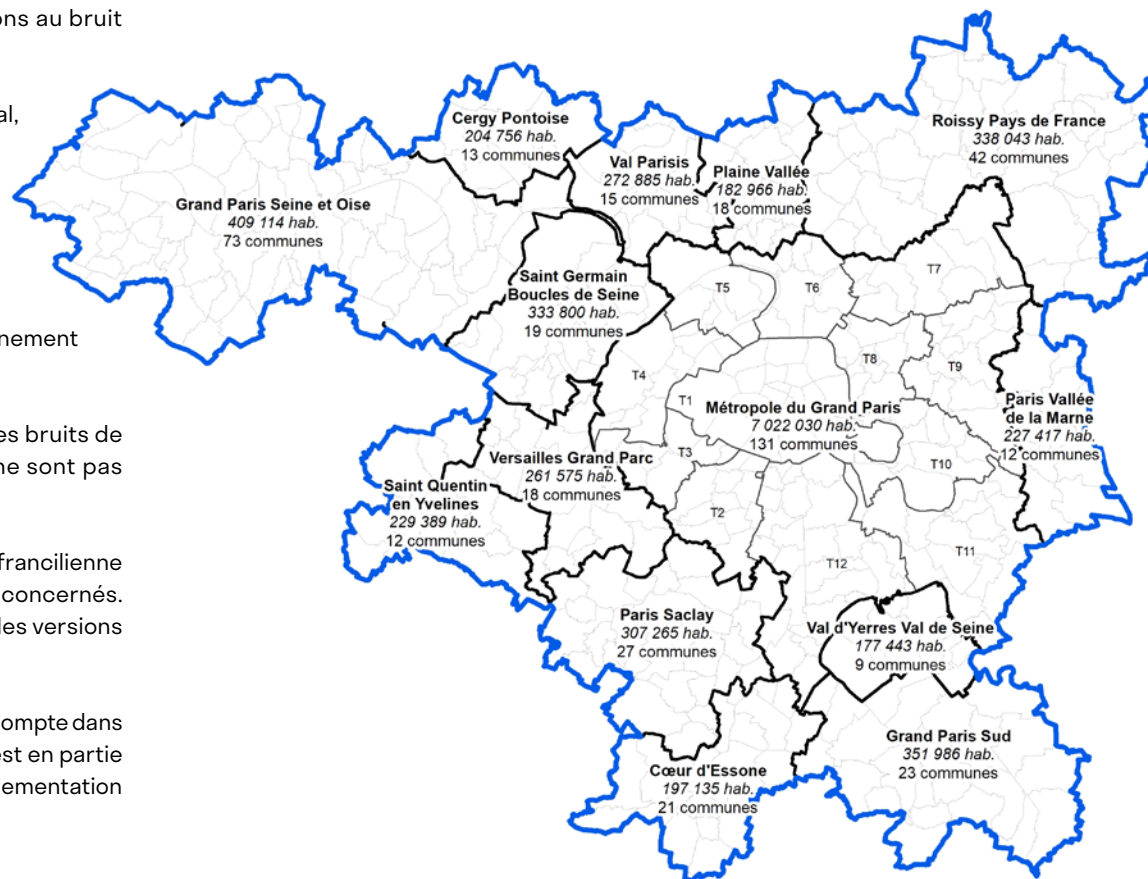 ons au bruit
al,
nement
es bruits de
ne sont pas
francilienne
concernés.
les versions
ompte dans
est en partie
lementation
Cergy Pontoise
204 756 hab.
13 communes
Roissy Pays de France
338 043 hab.
42 communes
Val Parisis
272 885 hab.
15 communes
Plaine Vallée
182 966 hab.
18 communes
Grand Paris Seine et Oise
409 114 hab.
73 communes
Saint Germain
Boucles de Seine
333 800 hab.
19 communes
T7
T5
T6
T8
T9
T4
T1
Métropole du Grand Paris
7 022 030 hab.
131 communes
Paris Vallée
de la Marne
227 417 hab.
12 communes
T3
T10
Versailles Grand Parc
261 575 hab.
18 communes
Saint Quentin
en Yvelines
229 389 hab.
12 communes
T2
T11
T12
Paris Saclay
307 265 hab.
27 communes
Val d'Yerres Val de Seine
177 443 hab.
9 communes
Grand Paris Sud
351 986 hab.
23 communes
Cœur d'Essone
197 135 hab.
21 communes